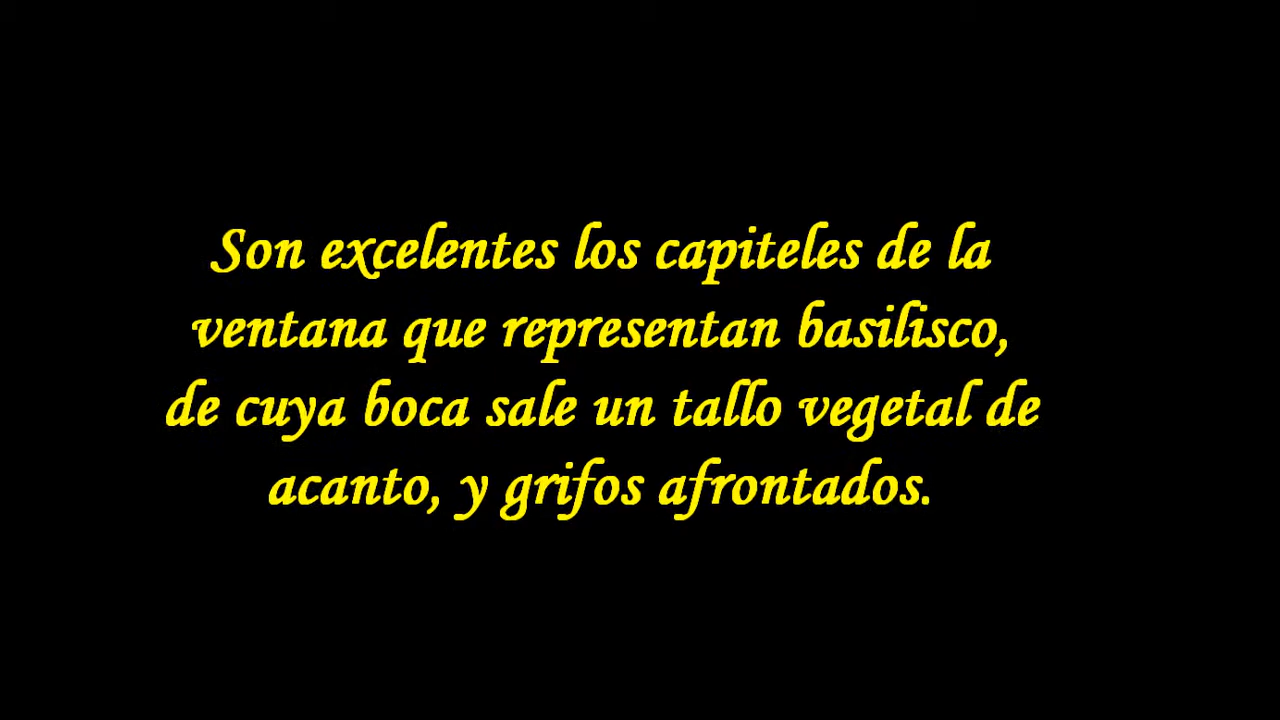 Son excelentes los capiteles de la
ventana que representan basilisco,
de cuya boca sale un tallo vegetal de
acanto, y grifos afrontados.